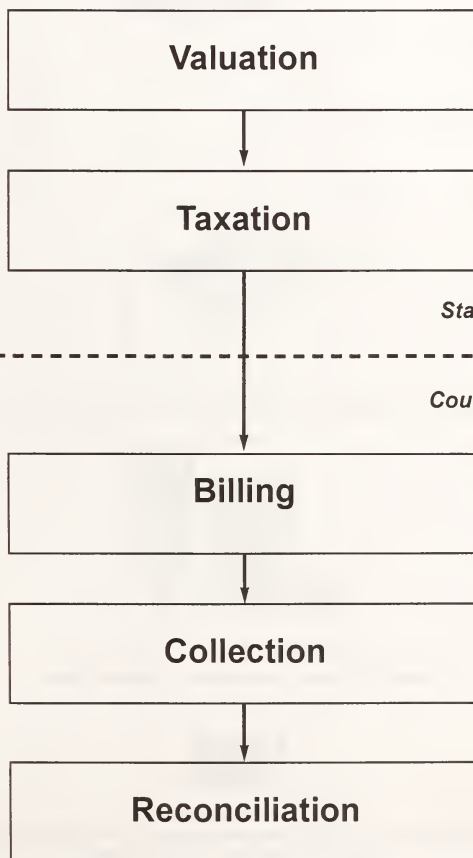 Valuation
Taxation
Sta
Cou
Billing
Collection
Reconciliation